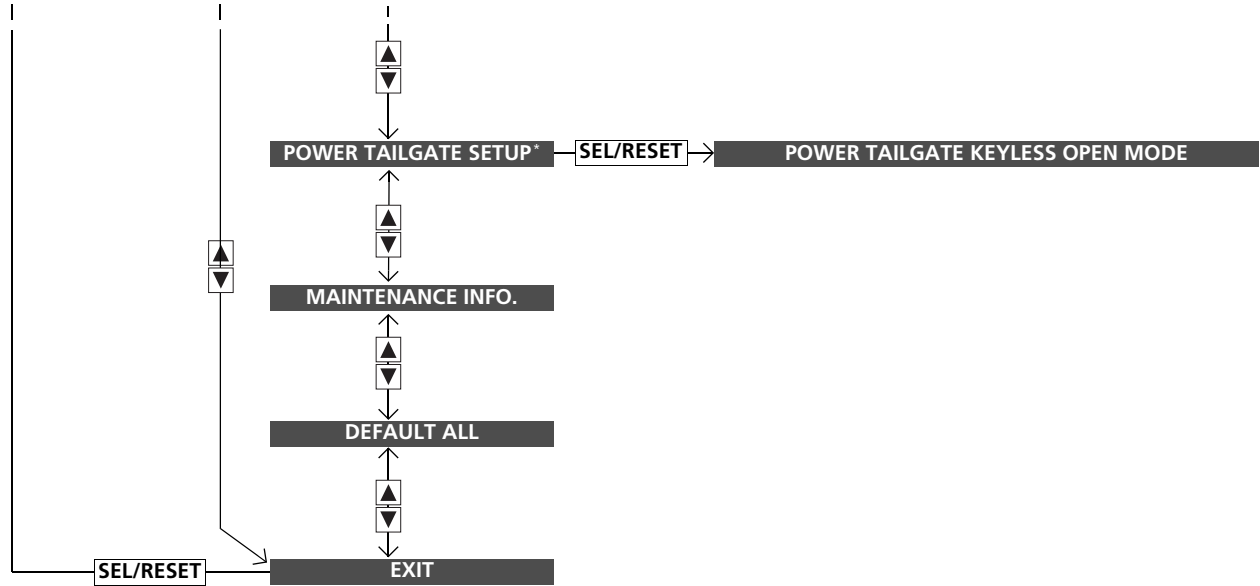 ▲
▼
POWER TAILGATE SETUP* SEL/RESET POWER TAILGATE KEYLESS OPEN MODE
▲
▼
▲
▼
MAINTENANCE INFO.
▲
▼
DEFAULT ALL
▲
▼
SEL/RESET EXIT